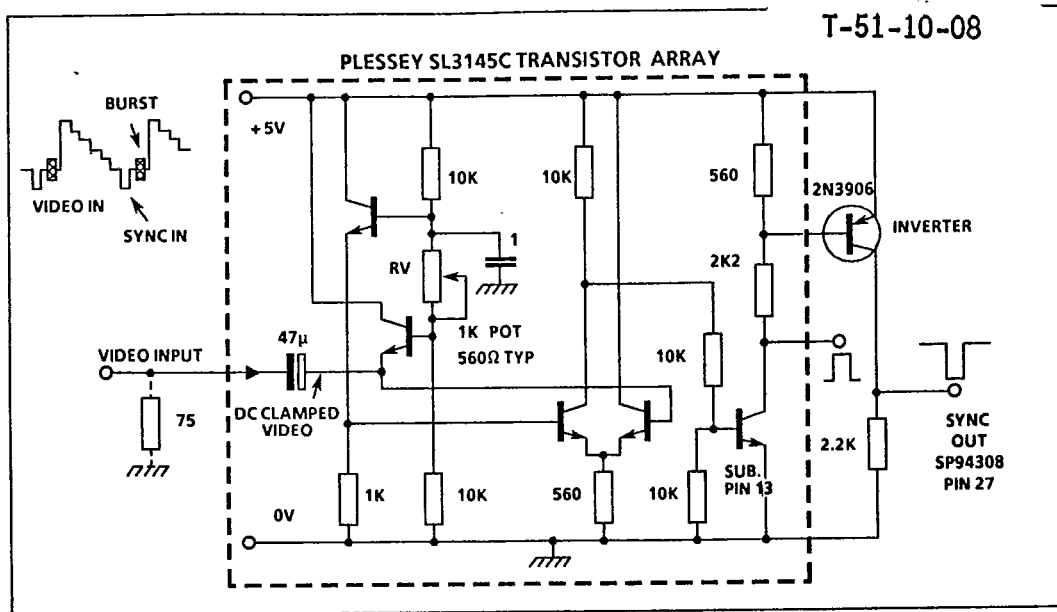 T-51-10-08
PLESSEY SL3145C TRANSISTOR ARRAY
BURST
+5V
VIDEO IN
SYNC IN
10K
10K
560
2N3906
INVERTER
1
RV
2K2
1K POT
560Ω TYP
47μ
VIDEO INPUT
10K
DC CLAMPED
VIDEO
75
SYNC
OUT
SP94308
PIN 27
2.2K
SUB.
PIN 13
1K
10K
560
10K
0V